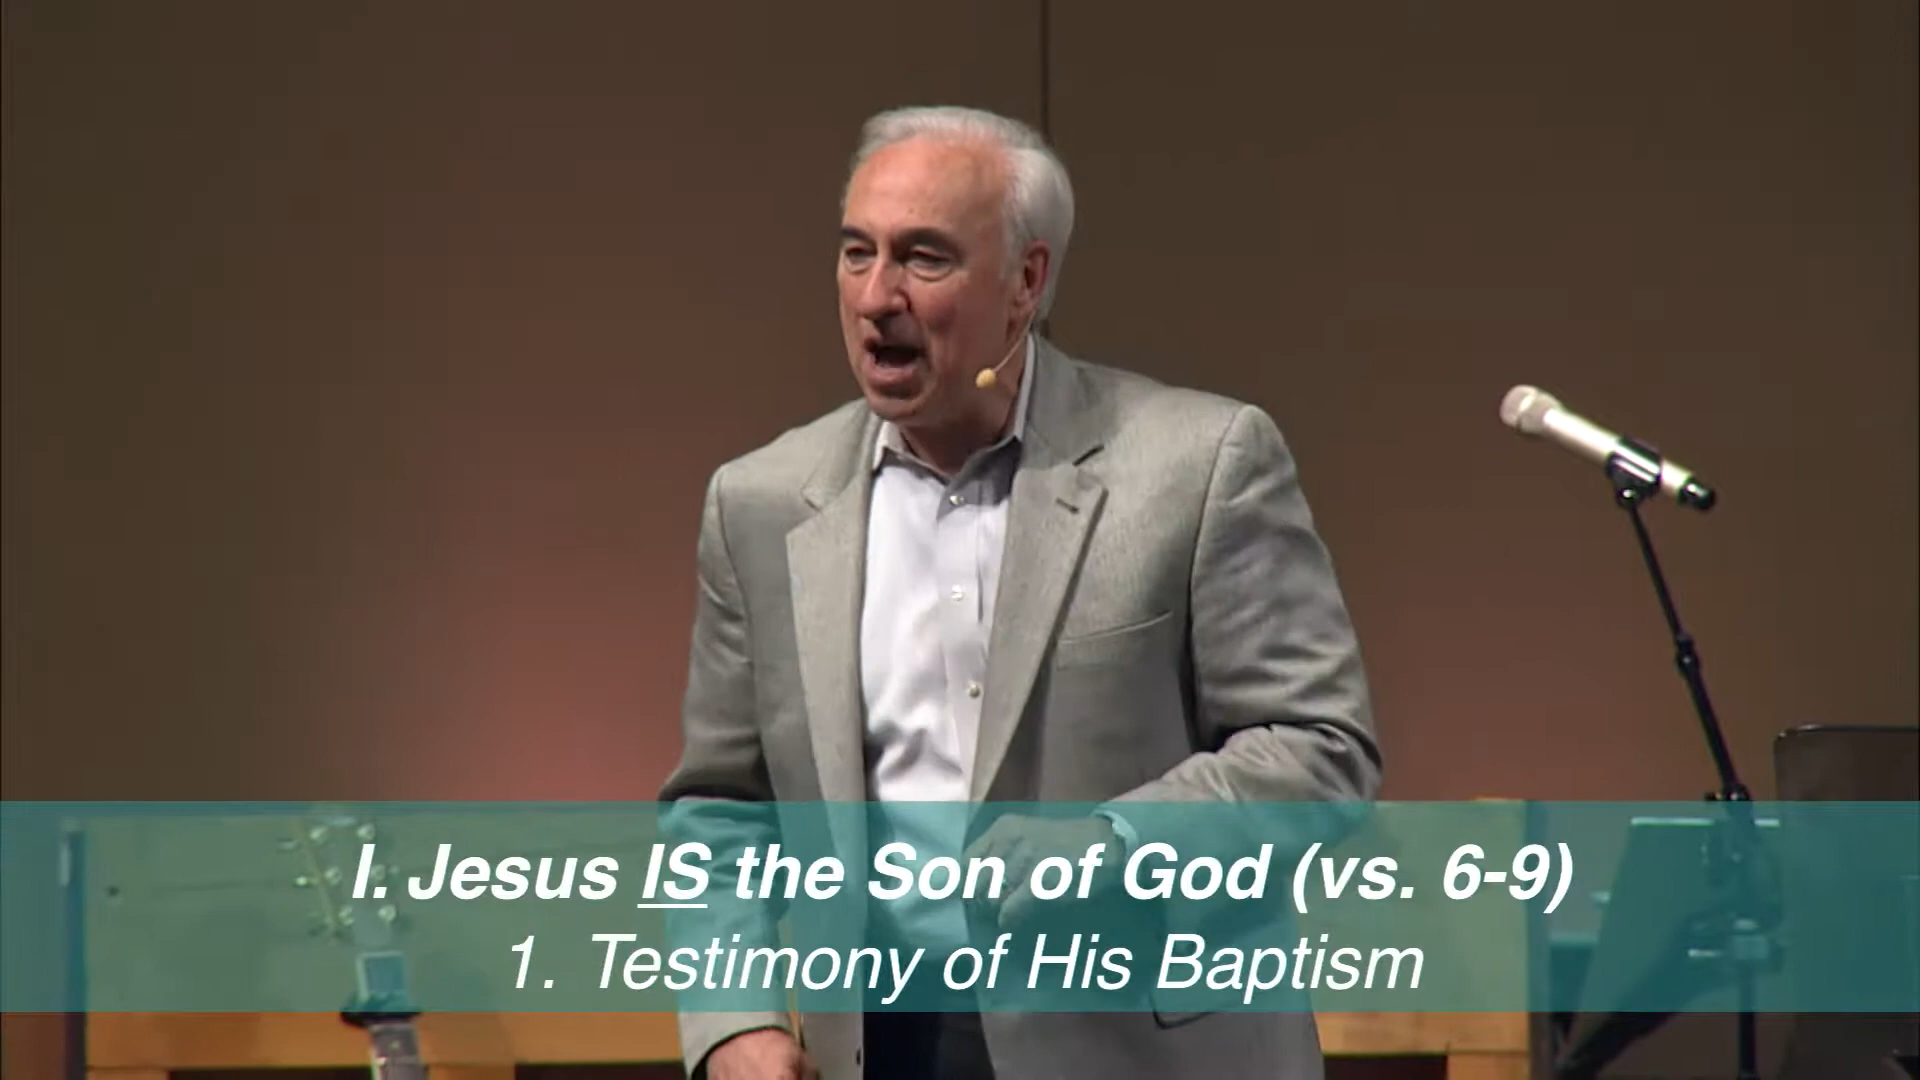 I. Jesus IS the Son of God (vs. 6-9)
1. Testimony of His Baptism